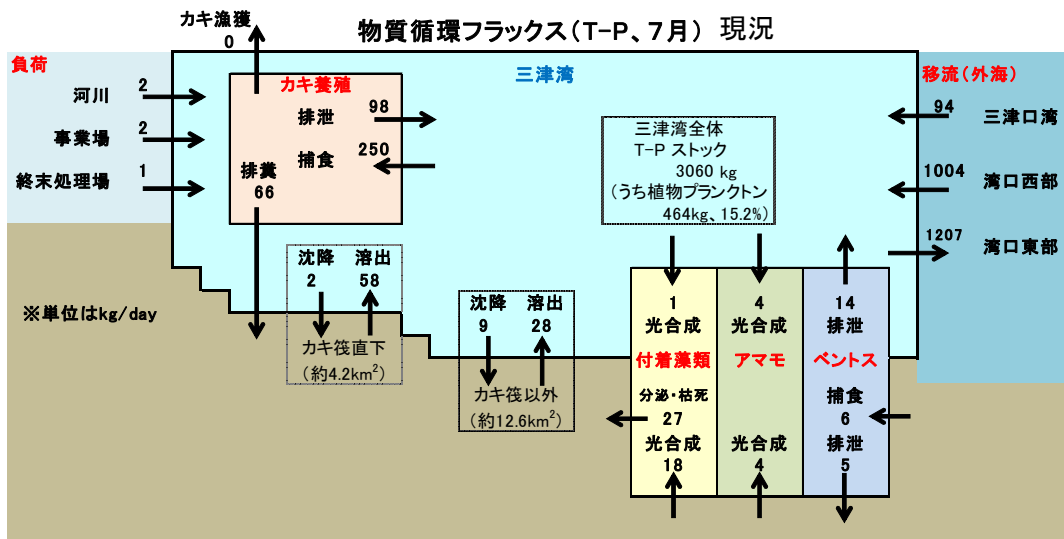 物質循環フラックス(T-P、7月) 現況
カキ漁獲
0
負荷
河川
2
事業場
2
終末処理場
1
カキ養殖
排泄
98
捕食
250
排糞
66
三津湾
三津湾全体
T-P ストック
3060 kg
(うち植物プランクトン
464kg、15.2%)
移流(外海)
94
三津口湾
1004
湾口西部
1207
湾口東部
※単位はkg/day
沈降 溶出
2 58
カキ筏直下
(約4.2km²)
沈降 溶出
9 28
カキ筏以外
(約12.6km²)
1
光合成
付着藻類
分泌・枯死
27
光合成
18
4
光合成
アマモ
光合成
4
14
排泄
ベントス
捕食
6
排泄
5